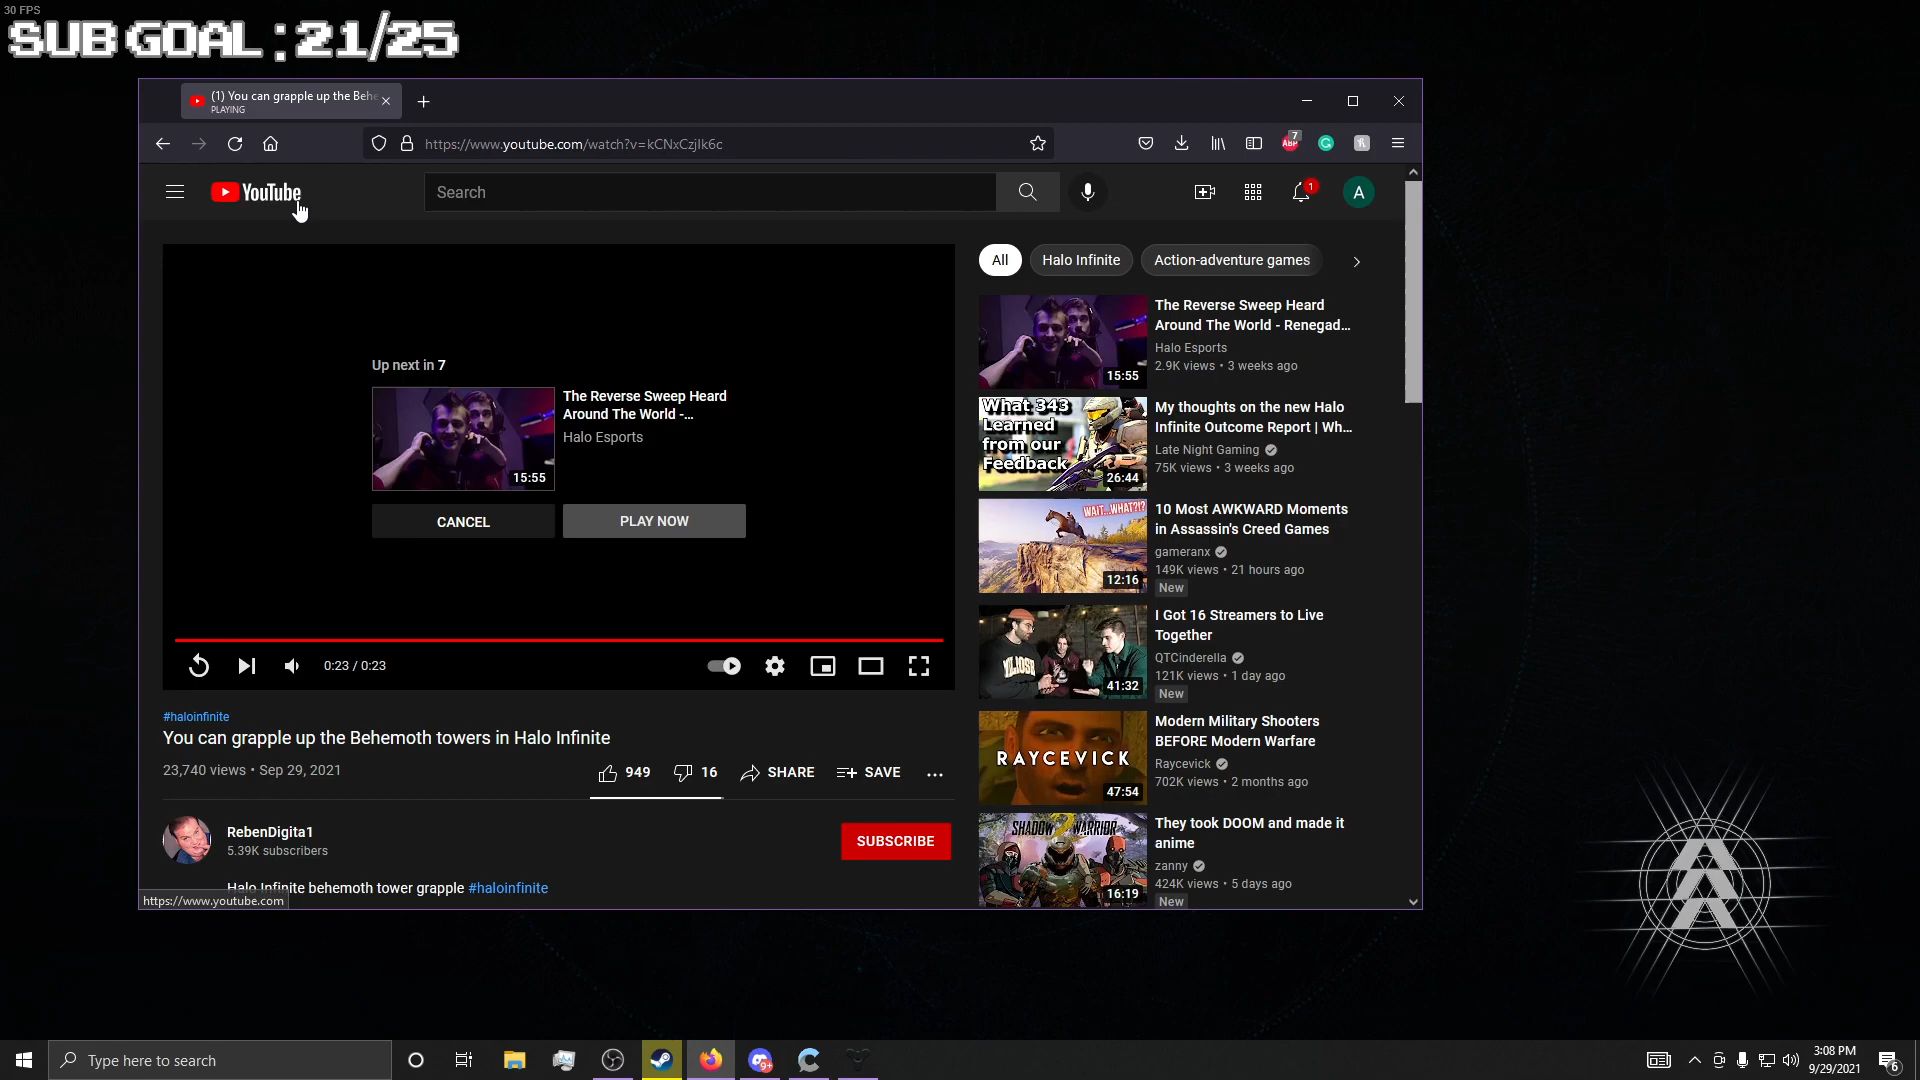 30 FPS
SUB GOAL :21/25
(1) You can grapple up the Behe
PLAYING
https://www.youtube.com/watch?v=kCNxCzjlk6c
7
ABP
YouTube
Search
1
A
All
Halo Infinite
Action-adventure games
Up next in 7
The Reverse Sweep Heard
Around The World -...
Halo Esports
15:55
CANCEL
PLAY NOW
0:23 / 0:23
#haloinfinite
You can grapple up the Behemoth towers in Halo Infinite
23,740 views • Sep 29, 2021
949
16
SHARE
SAVE
RebenDigita1
5.39K subscribers
SUBSCRIBE
Halo Infinite behemoth tower grapple #haloinfinite
https://www.youtube.com
15:55
The Reverse Sweep Heard
Around The World - Renegad...
Halo Esports
2.9K views • 3 weeks ago
What 343
Learned
from our
Feedback
26:44
My thoughts on the new Halo
Infinite Outcome Report | Wh...
Late Night Gaming
75K views • 3 weeks ago
WAIT...WHAT?!?
12:16
10 Most AWKWARD Moments
in Assassin's Creed Games
gameranx
149K views • 21 hours ago
New
41:32
I Got 16 Streamers to Live
Together
QTCinderella
121K views • 1 day ago
New
RAYCEVICK
47:54
Modern Military Shooters
BEFORE Modern Warfare
Raycevick
702K views • 2 months ago
SHADOW WARRIOR
16:19
They took DOOM and made it
anime
zanny
424K views • 5 days ago
New
Type here to search
9+
3:08 PM
9/29/2021
6